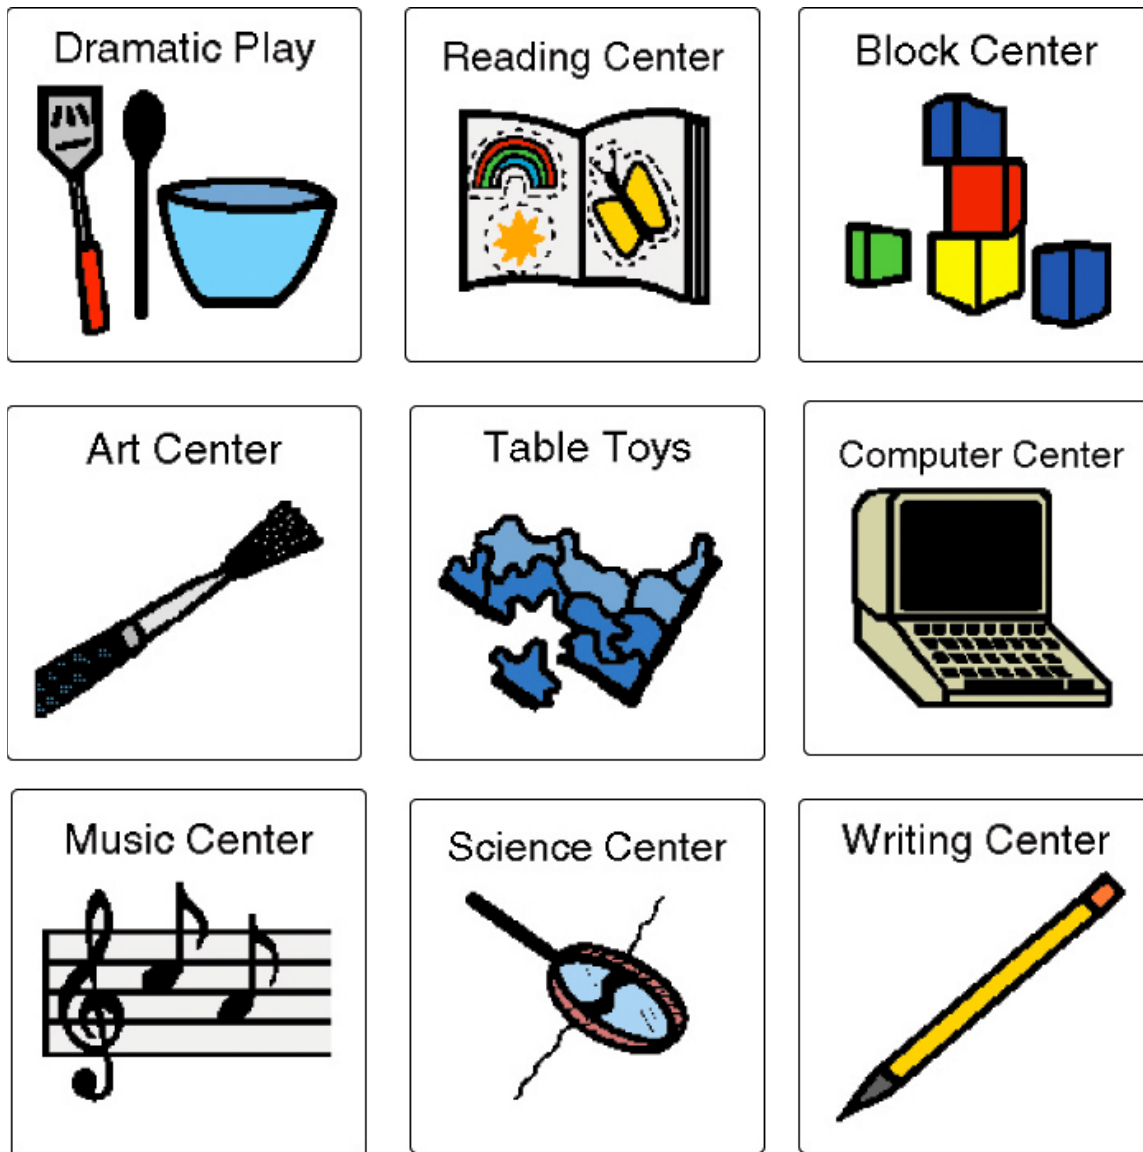 Dramatic Play
Reading Center
Block Center
Art Center
Table Toys
Computer Center
Music Center
Science Center
Writing Center